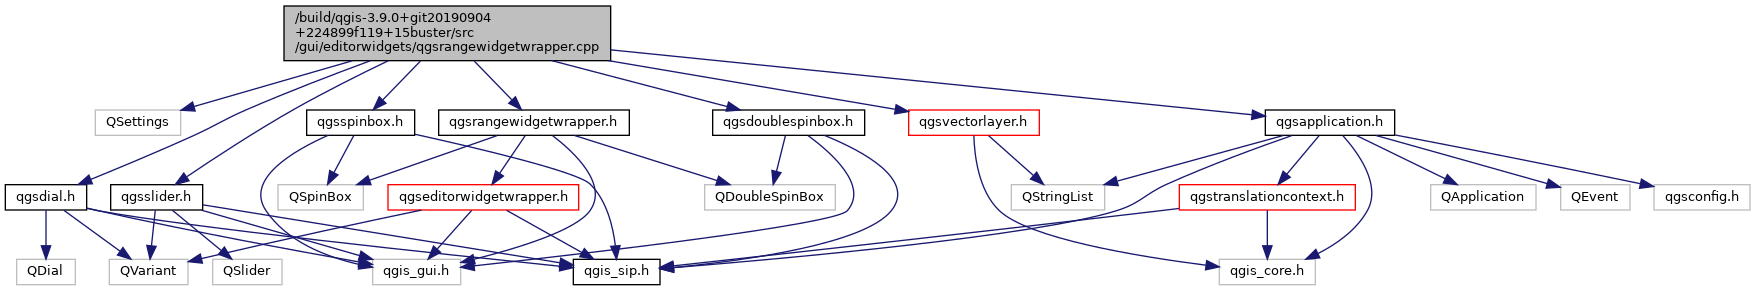 /build/qgis-3.9.0+git20190904
+224899f119+15buster/src
/gui/editorwidgets/qgsrangewidgetwrapper.cpp
QSettings
qgsspinbox.h
qgsrangewidgetwrapper.h
qgsdoublespinbox.h
qgsvectorlayer.h
qgsapplication.h
qgsdial.h
qgsslider.h
QSpinBox
qgseditorwidgetwrapper.h
QDoubleSpinBox
QStringList
qgstranslationcontext.h
QApplication
QEvent
qgsconfig.h
QDial
QVariant
QSlider
qgis_gui.h
qgis_sip.h
qgis_core.h